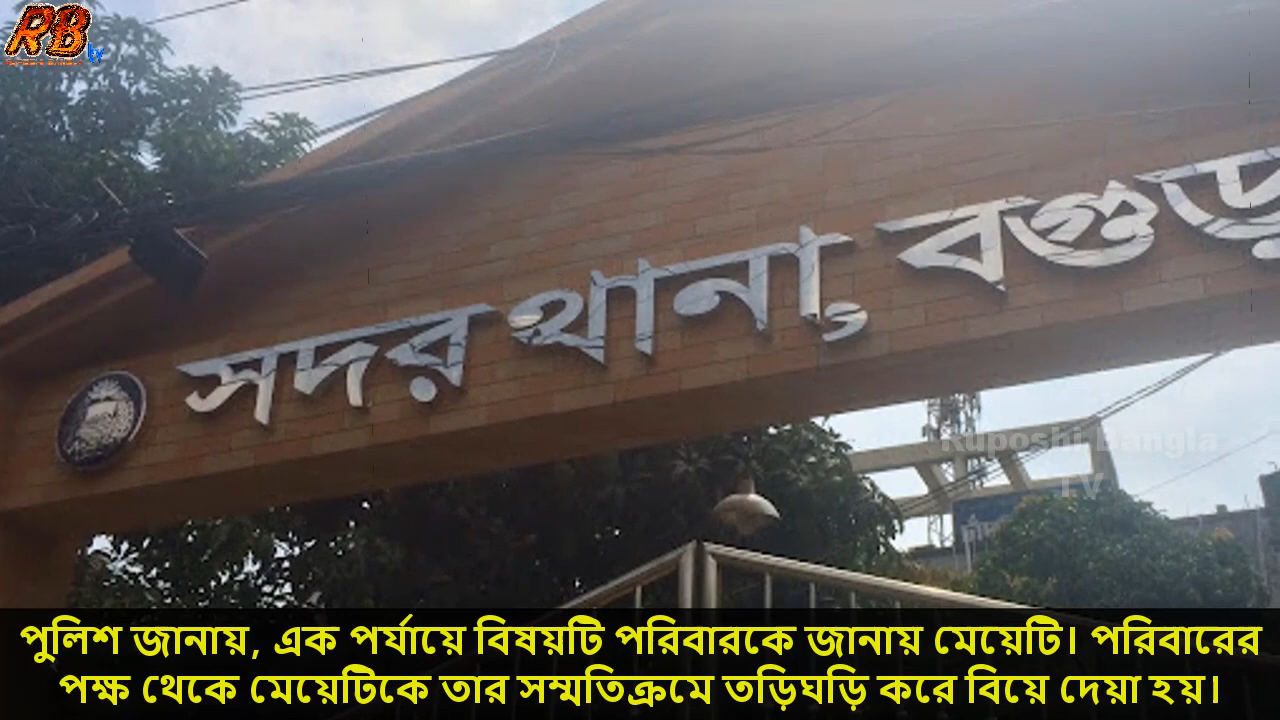 RB tv
সদর থানা, বগুড়
Ruposhi Bangla
TV
পুলিশ জানায়, এক পর্যায়ে বিষয়টি পরিবারকে জানায় মেয়েটি। পরিবারের
পক্ষ থেকে মেয়েটিকে তার সম্মতিক্রমে তড়িঘড়ি করে বিয়ে দেয়া হয়।